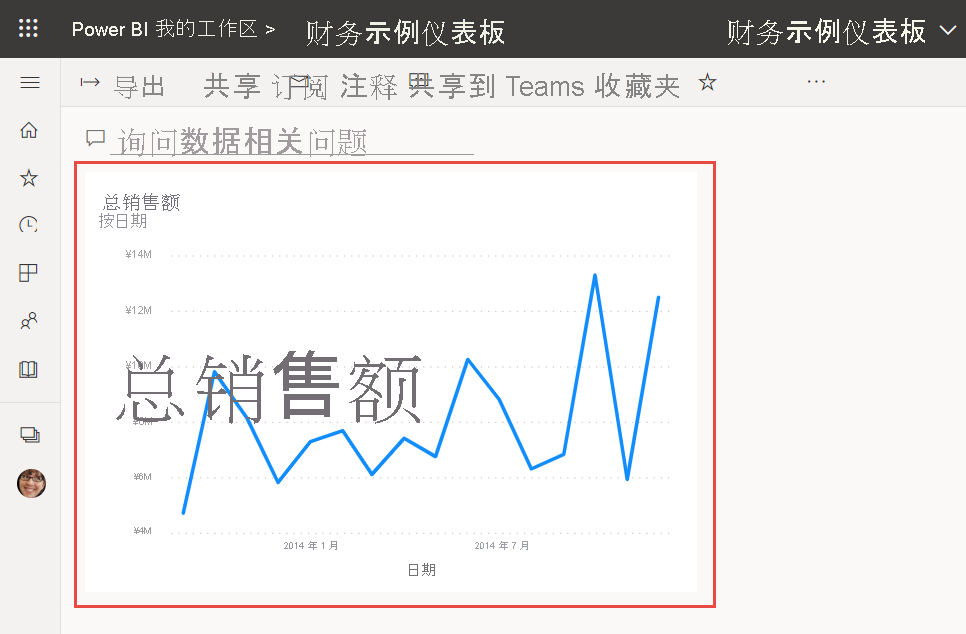 Power BI 我的工作区 > 财务示例仪表板 财务示例仪表板
导出 共享 订阅 注释 共享到 Teams 收藏夹 ...
询问数据相关问题
总销售额
按日期
¥14M
¥12M
¥10M
总销售额
¥8M
¥6M
¥4M
2014 年 1 月 2014 年 7 月
日期